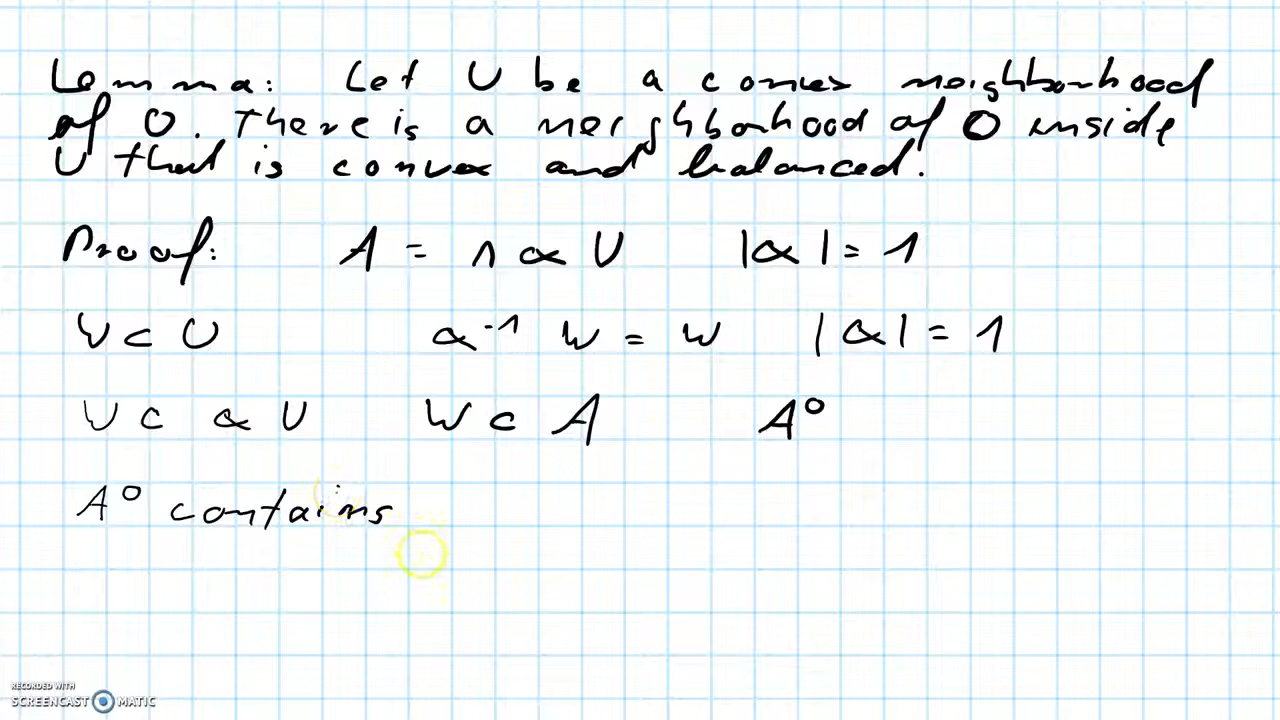 Lemma: Let U be a convex neighborhood
of 0. There is a neighborhood of 0 inside
U that is convex and balanced.
Proof: A = ∩ α U |α| = 1
W ⊂ U α⁻¹ W = W |α| = 1
W ⊂ α U W ⊂ A A°
A° contains
RECORDED WITH
SCREENCAST MATIC